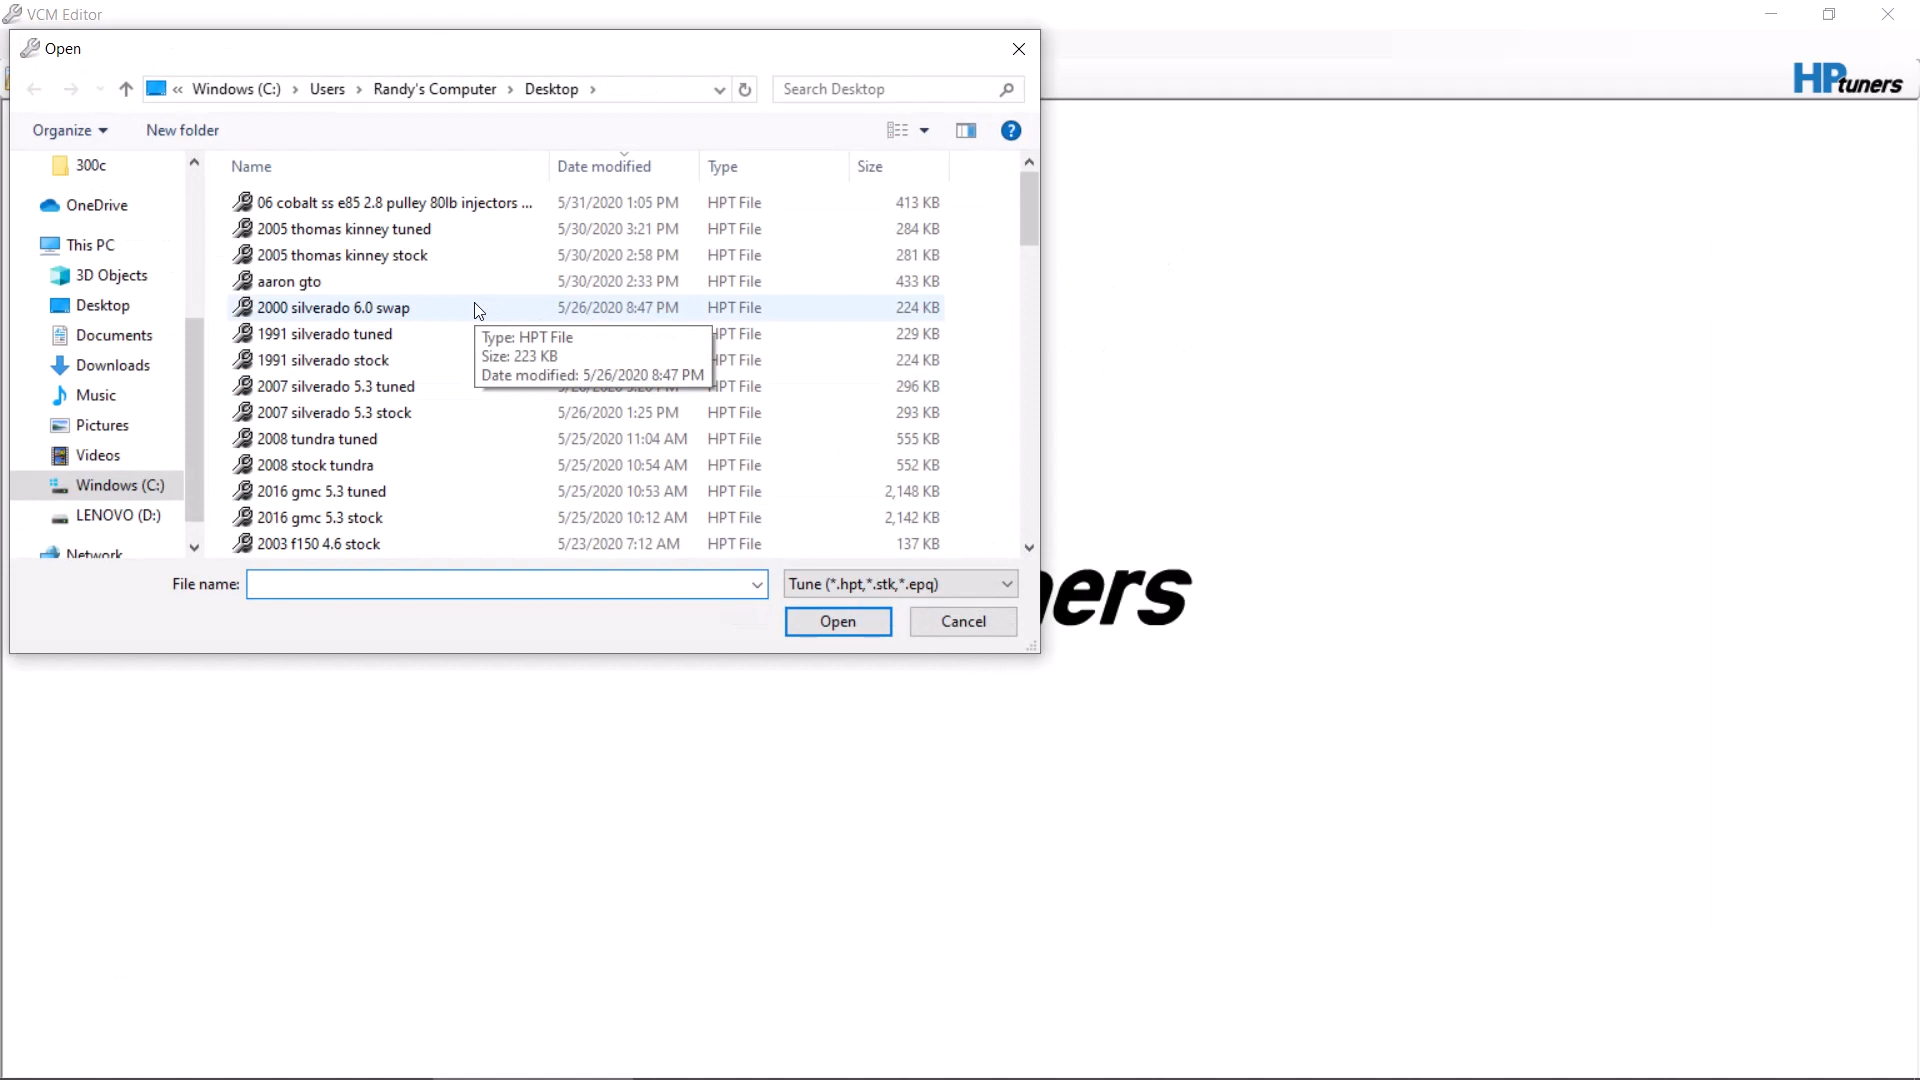 VCM Editor
Open
« Windows (C:) › Users › Randy's Computer › Desktop ›
Search Desktop
HPtuners
Organize
New folder
?
Name
Date modified
Type
Size
300c
OneDrive
This PC
3D Objects
Desktop
Documents
Downloads
Music
Pictures
Videos
Windows (C:)
LENOVO (D:)
Network
06 cobalt ss e85 2.8 pulley 80lb injectors ... 5/31/2020 1:05 PM HPT File 413 KB
2005 thomas kinney tuned 5/30/2020 3:21 PM HPT File 284 KB
2005 thomas kinney stock 5/30/2020 2:58 PM HPT File 281 KB
aaron gto 5/30/2020 2:33 PM HPT File 433 KB
2000 silverado 6.0 swap 5/26/2020 8:47 PM HPT File 224 KB
1991 silverado tuned HPT File 229 KB
1991 silverado stock HPT File 224 KB
2007 silverado 5.3 tuned HPT File 296 KB
2007 silverado 5.3 stock 5/26/2020 1:25 PM HPT File 293 KB
2008 tundra tuned 5/25/2020 11:04 AM HPT File 555 KB
2008 stock tundra 5/25/2020 10:54 AM HPT File 552 KB
2016 gmc 5.3 tuned 5/25/2020 10:53 AM HPT File 2,148 KB
2016 gmc 5.3 stock 5/25/2020 10:12 AM HPT File 2,142 KB
2003 f150 4.6 stock 5/23/2020 7:12 AM HPT File 137 KB
Type: HPT File
Size: 223 KB
Date modified: 5/26/2020 8:47 PM
File name:
Tune (*.hpt,*.stk,*.epq)
Open
Cancel
ers